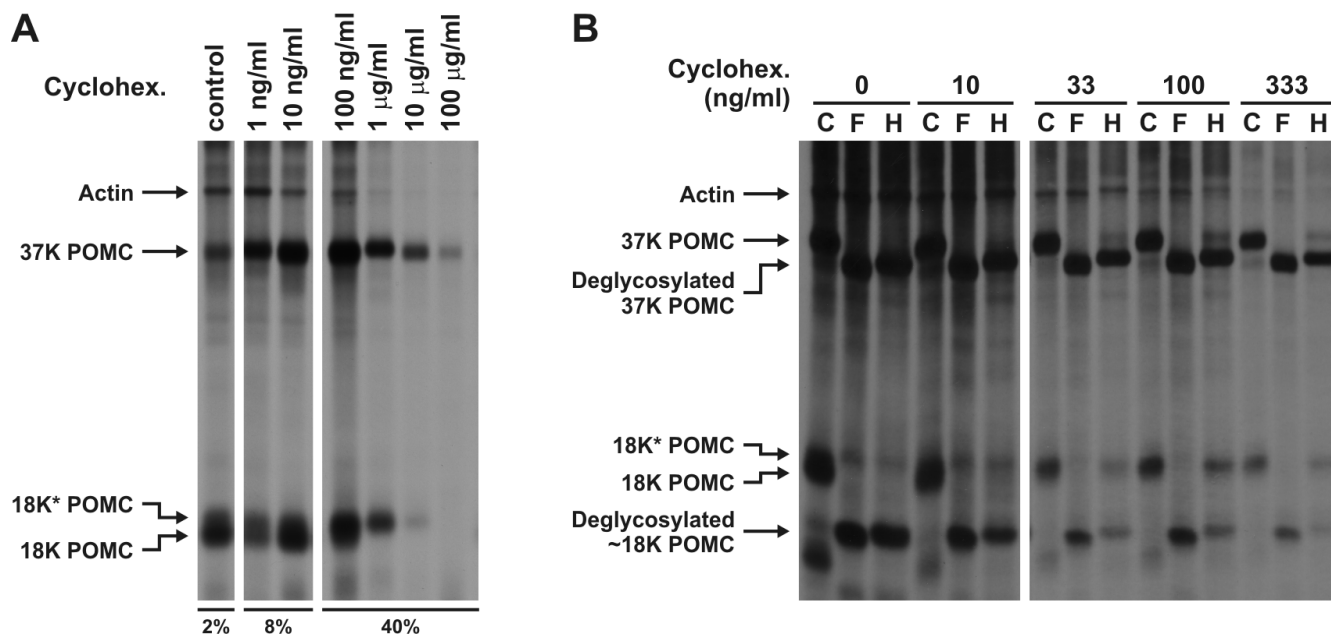 A
Cyclohex.
control
1 ng/ml
10 ng/ml
100 ng/ml
1 μg/ml
10 μg/ml
100 μg/ml
Actin
37K POMC
18K* POMC
18K POMC
2%
8%
40%
B
Cyclohex.
(ng/ml)
0 10 33 100 333
C F H C F H C F H C F H C F H
Actin
37K POMC
Deglycosylated
37K POMC
18K* POMC
18K POMC
Deglycosylated
~18K POMC